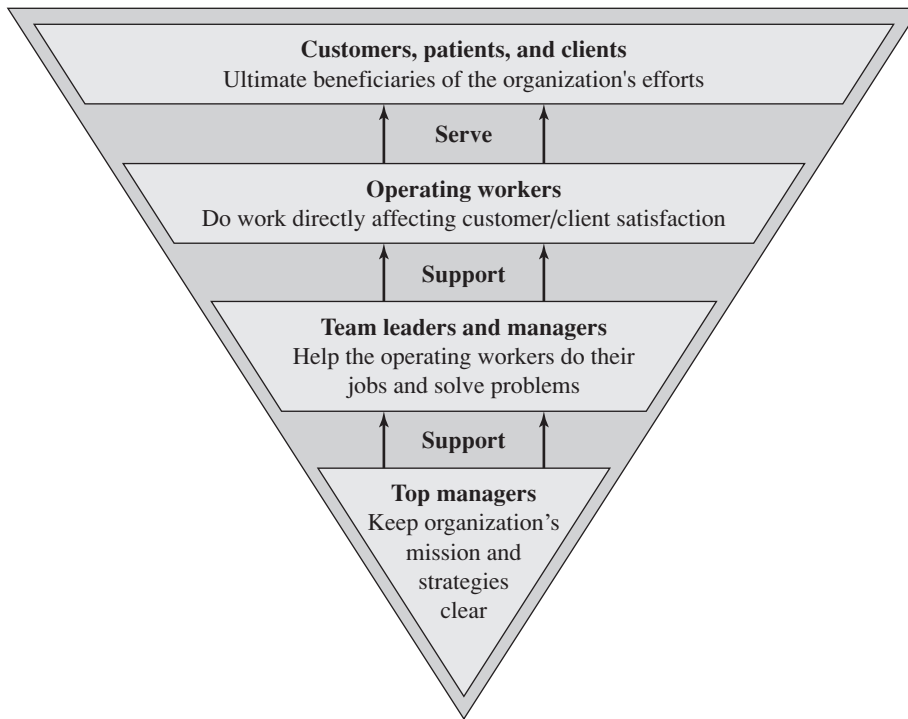 Customers, patients, and clients
Ultimate beneficiaries of the organization's efforts
Serve
Operating workers
Do work directly affecting customer/client satisfaction
Support
Team leaders and managers
Help the operating workers do their
jobs and solve problems
Support
Top managers
Keep organization’s
mission and
strategies
clear